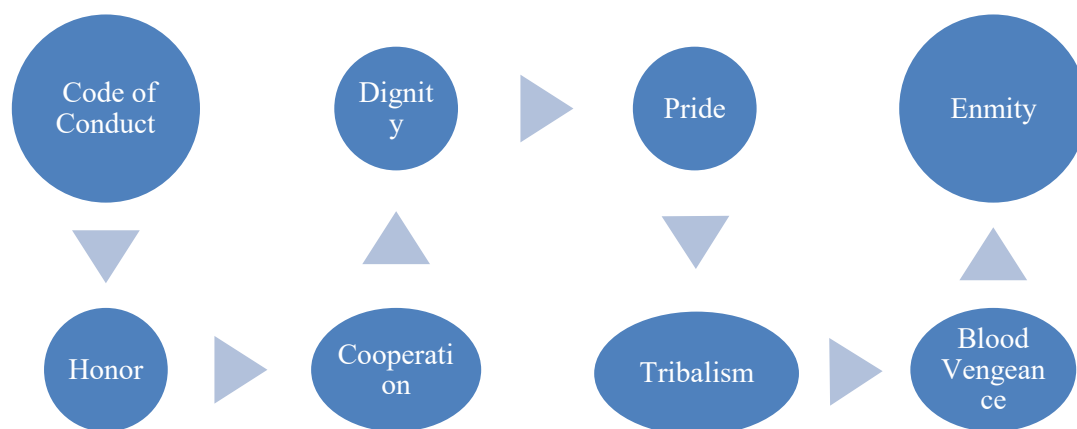 Code of
Conduct
Dignit
y
Pride
Enmity
Honor
Cooperati
on
Tribalism
Blood
Vengean
ce